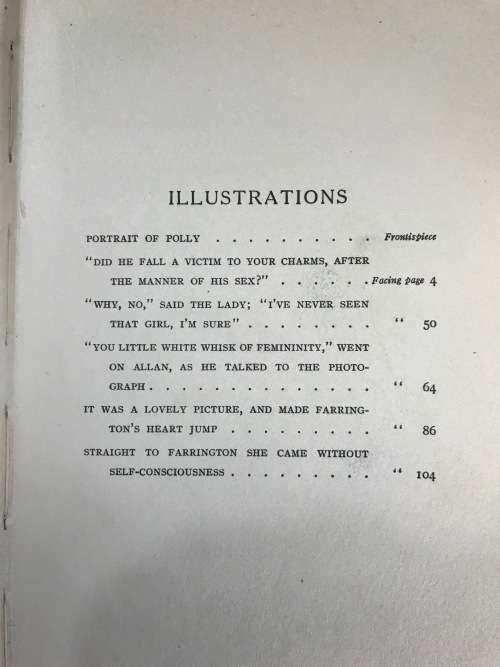 ILLUSTRATIONS
PORTRAIT OF POLLY . . . . . . . . . . Frontispiece
"DID HE FALL A VICTIM TO YOUR CHARMS, AFTER
THE MANNER OF HIS SEX?" . . . . . . Facing page 4
"WHY, NO," SAID THE LADY; "I'VE NEVER SEEN
THAT GIRL, I'M SURE" . . . . . . . . “ 50
"YOU LITTLE WHITE WHISK OF FEMININITY," WENT
ON ALLAN, AS HE TALKED TO THE PHOTO-
GRAPH . . . . . . . . . . . . . . “ 64
IT WAS A LOVELY PICTURE, AND MADE FARRING-
TON'S HEART JUMP . . . . . . . . . “ 86
STRAIGHT TO FARRINGTON SHE CAME WITHOUT
SELF-CONSCIOUSNESS . . . . . . . . . “ 104